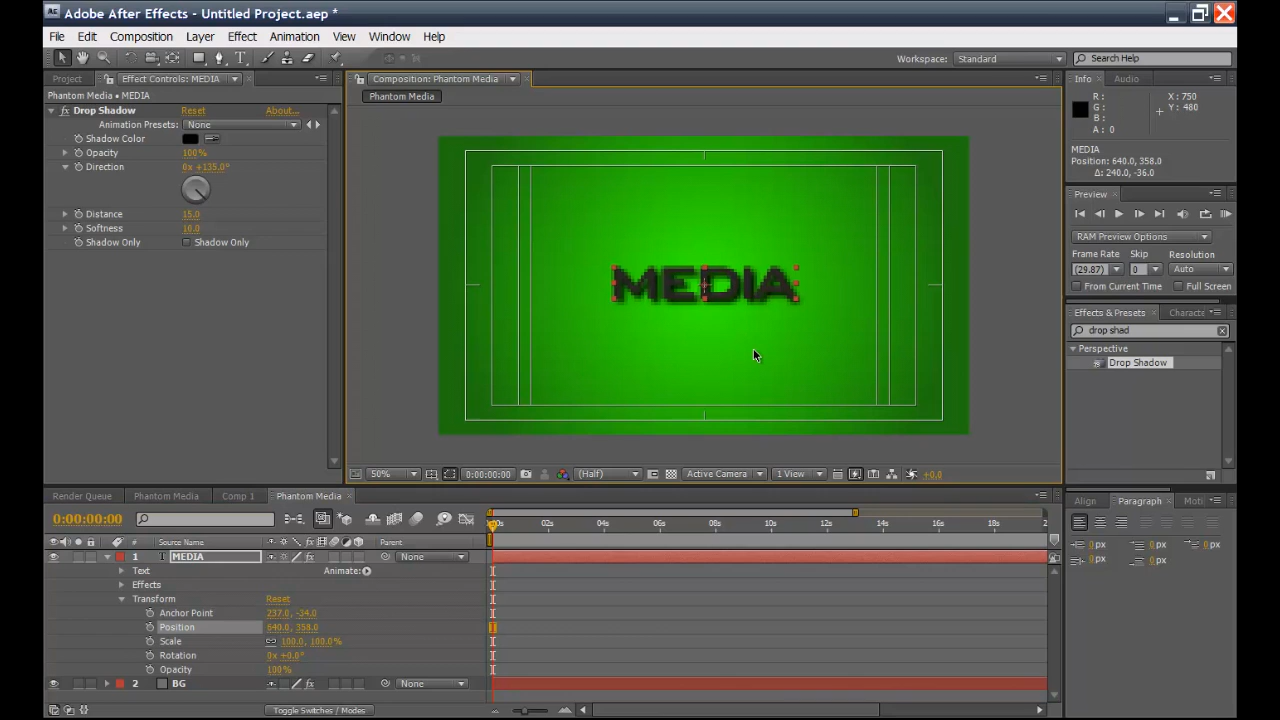 Adobe After Effects - Untitled Project.aep *
File Edit Composition Layer Effect Animation View Window Help
Workspace: Standard Search Help
Project Effect Controls: MEDIA Composition: Phantom Media Info Audio
Phantom Media • MEDIA
Phantom Media
Drop Shadow Reset About...
Animation Presets: None
Shadow Color
Opacity 100%
Direction 0x +135.0°
Distance 15.0
Softness 10.0
Shadow Only Shadow Only
MEDIA
R :
G :
B :
A : 0
X : 750
Y : 480
MEDIA
Position: 640.0, 358.0
Δ: 240.0, -36.0
Preview
RAM Preview Options
Frame Rate Skip Resolution
(29.87) 0 Auto
From Current Time Full Screen
Effects & Presets Characte
drop shad
Perspective
Drop Shadow
50% 0:00:00:00 (Half) Active Camera 1 View +0.0
Render Queue Phantom Media Comp 1 Phantom Media
Align Paragraph Moti
0:00:00:00
02s 04s 06s 08s 10s 12s 14s 16s 18s 2
# Source Name Parent
1 T MEDIA None
Text Animate:
Effects
Transform Reset
Anchor Point 237.0, -34.0
Position 640.0, 358.0
Scale 100.0, 100.0%
Rotation 0x +0.0°
Opacity 100%
2 BG None
Toggle Switches / Modes
0 px 0 px 0 px
0 px 0 px